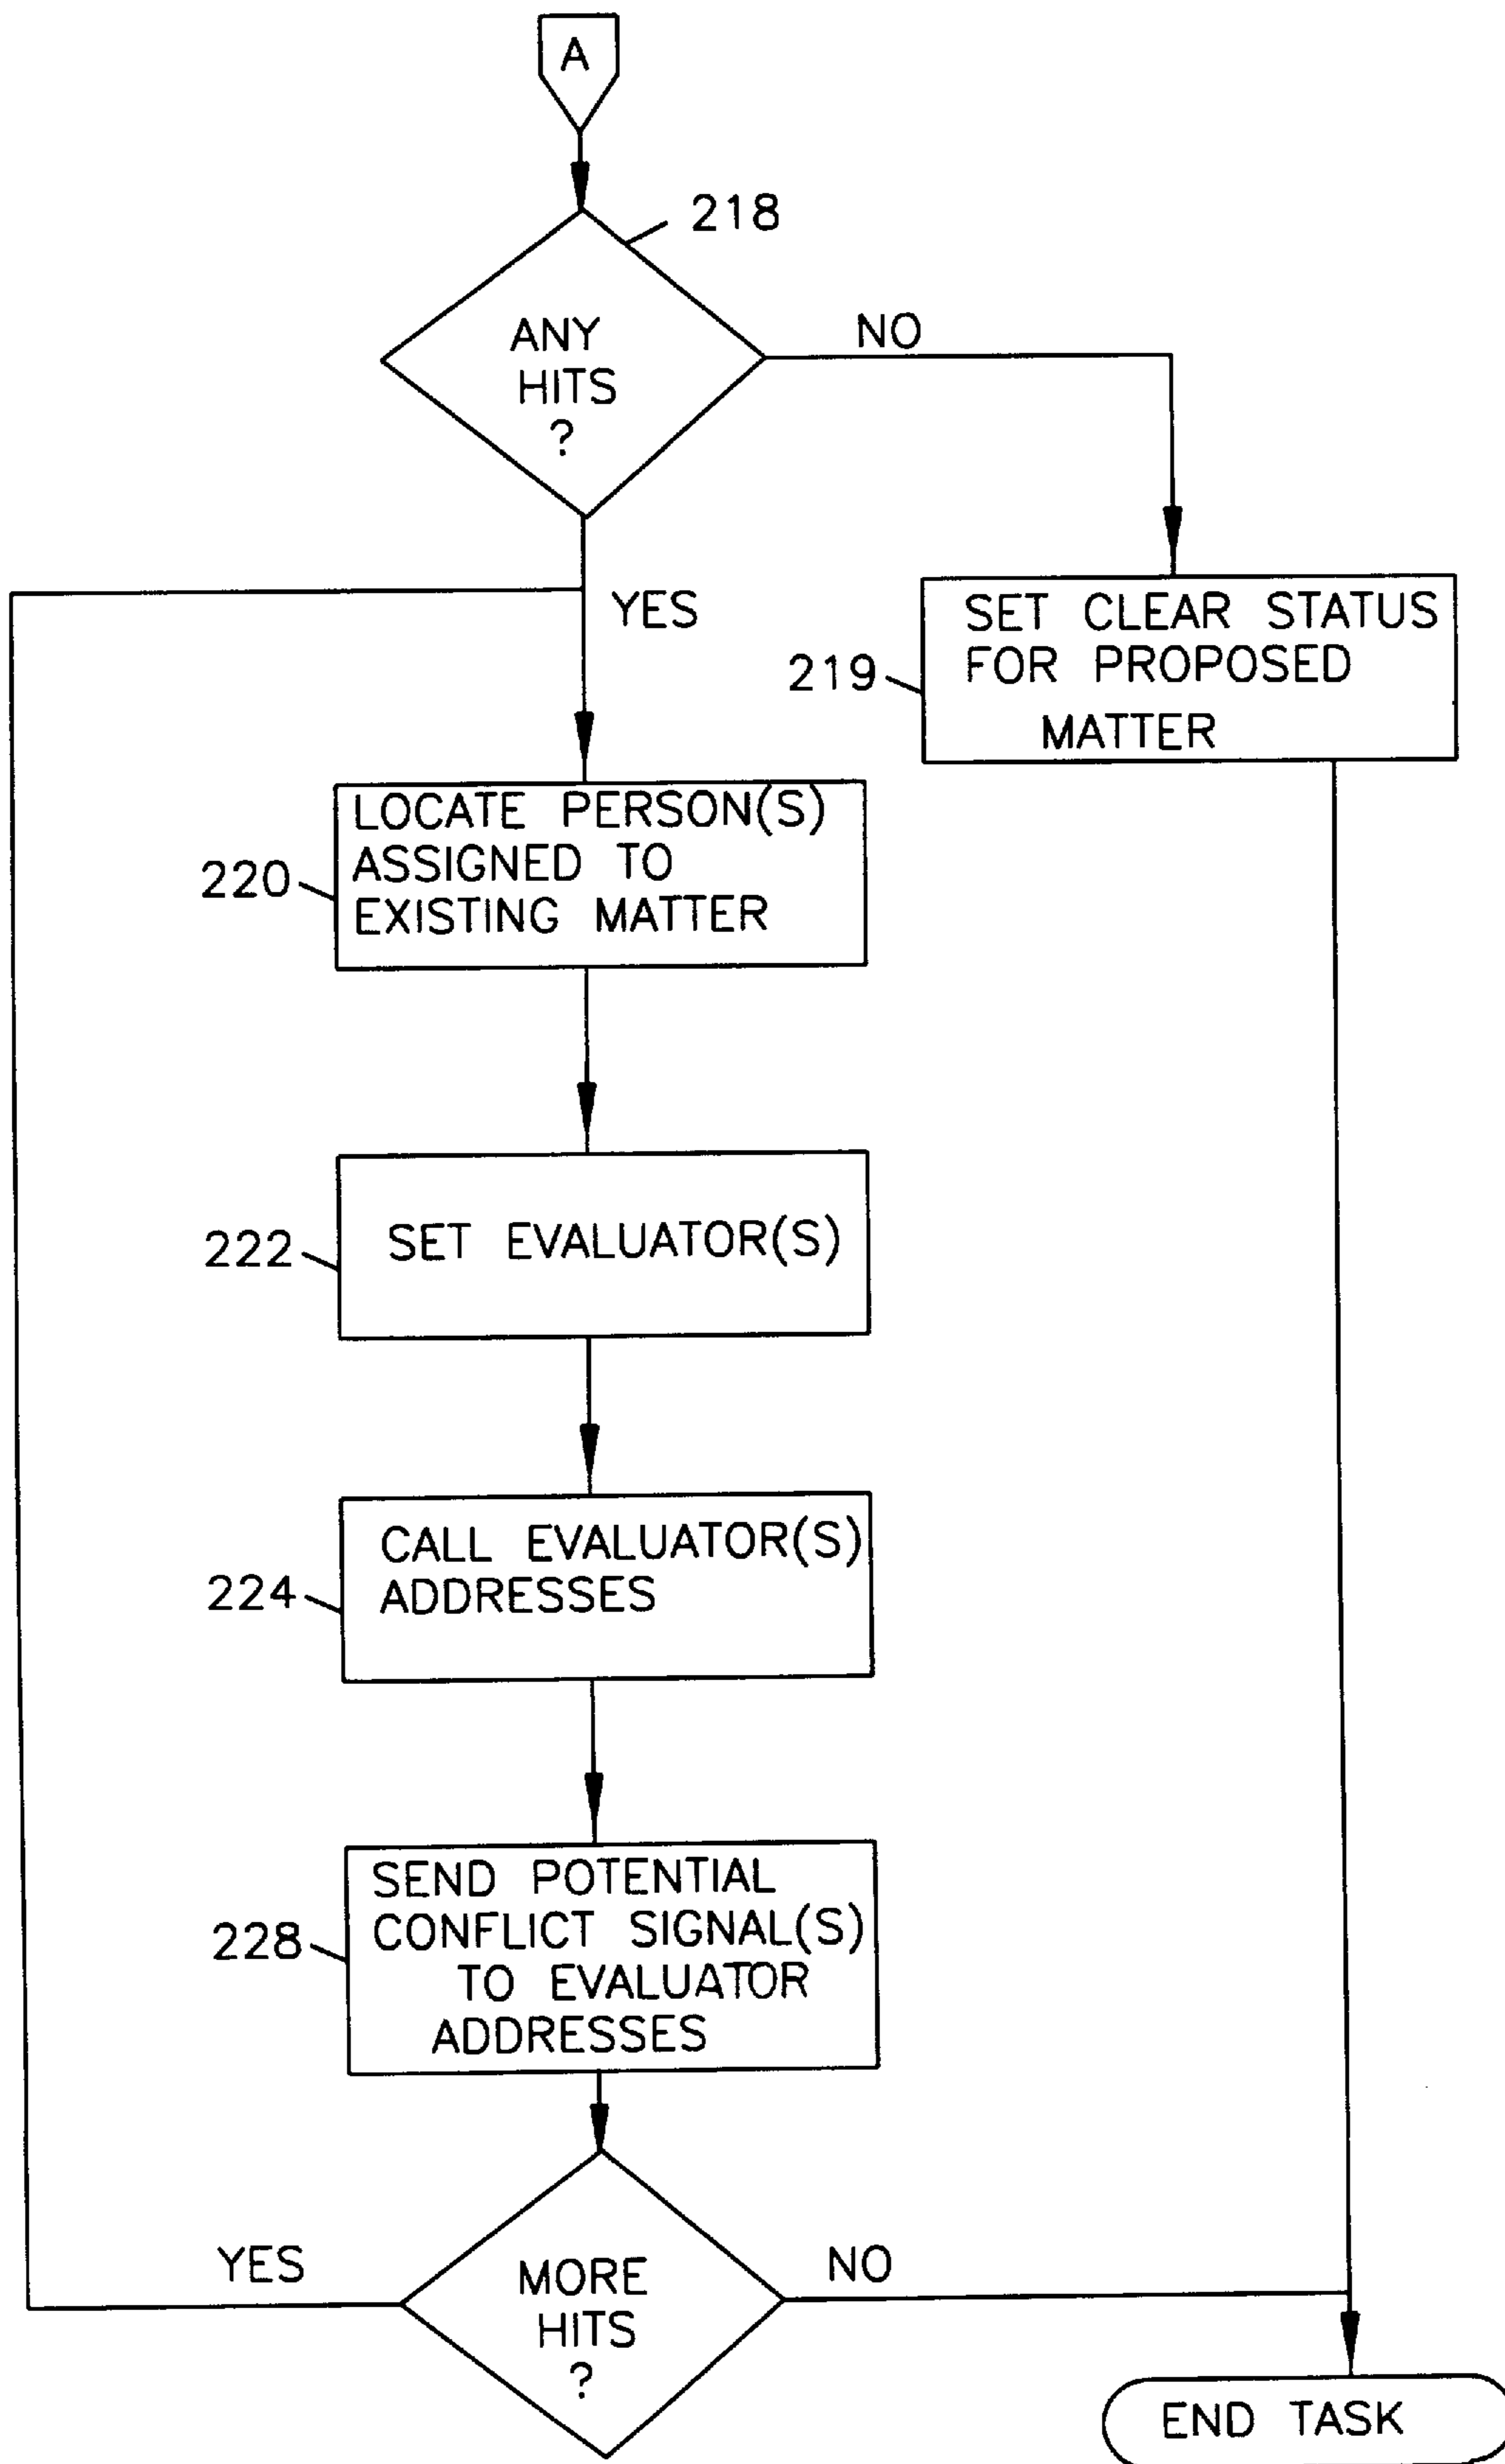 A
218
ANY
HITS
?
NO
YES
SET CLEAR STATUS
FOR PROPOSED
MATTER
219
LOCATE PERSON(S)
ASSIGNED TO
EXISTING MATTER
220
SET EVALUATOR(S)
222
CALL EVALUATOR(S)
ADDRESSES
224
SEND POTENTIAL
CONFLICT SIGNAL(S)
TO EVALUATOR
ADDRESSES
228
YES
MORE
HITS
?
NO
END TASK